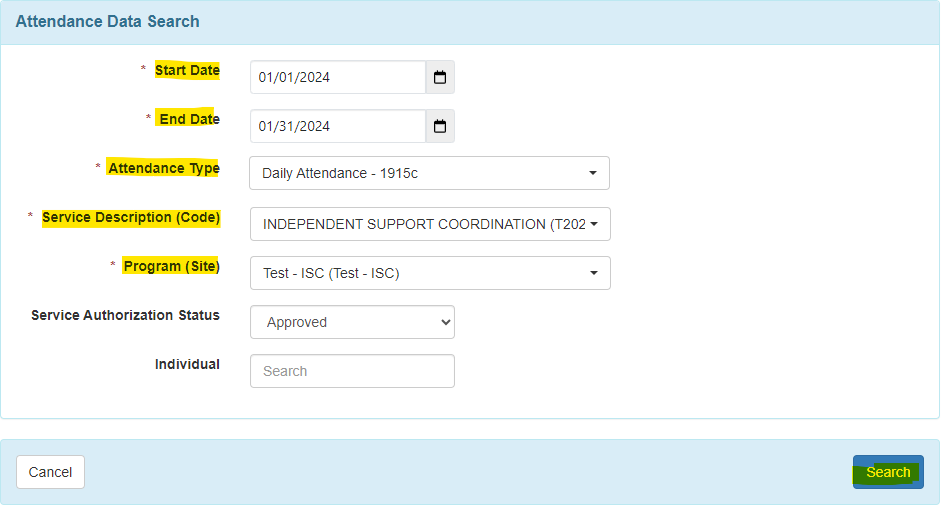 Attendance Data Search
* Start Date 01/01/2024
* End Date 01/31/2024
* Attendance Type Daily Attendance - 1915c
* Service Description (Code) INDEPENDENT SUPPORT COORDINATION (T202
* Program (Site) Test - ISC (Test - ISC)
Service Authorization Status Approved
Individual Search
Cancel Search